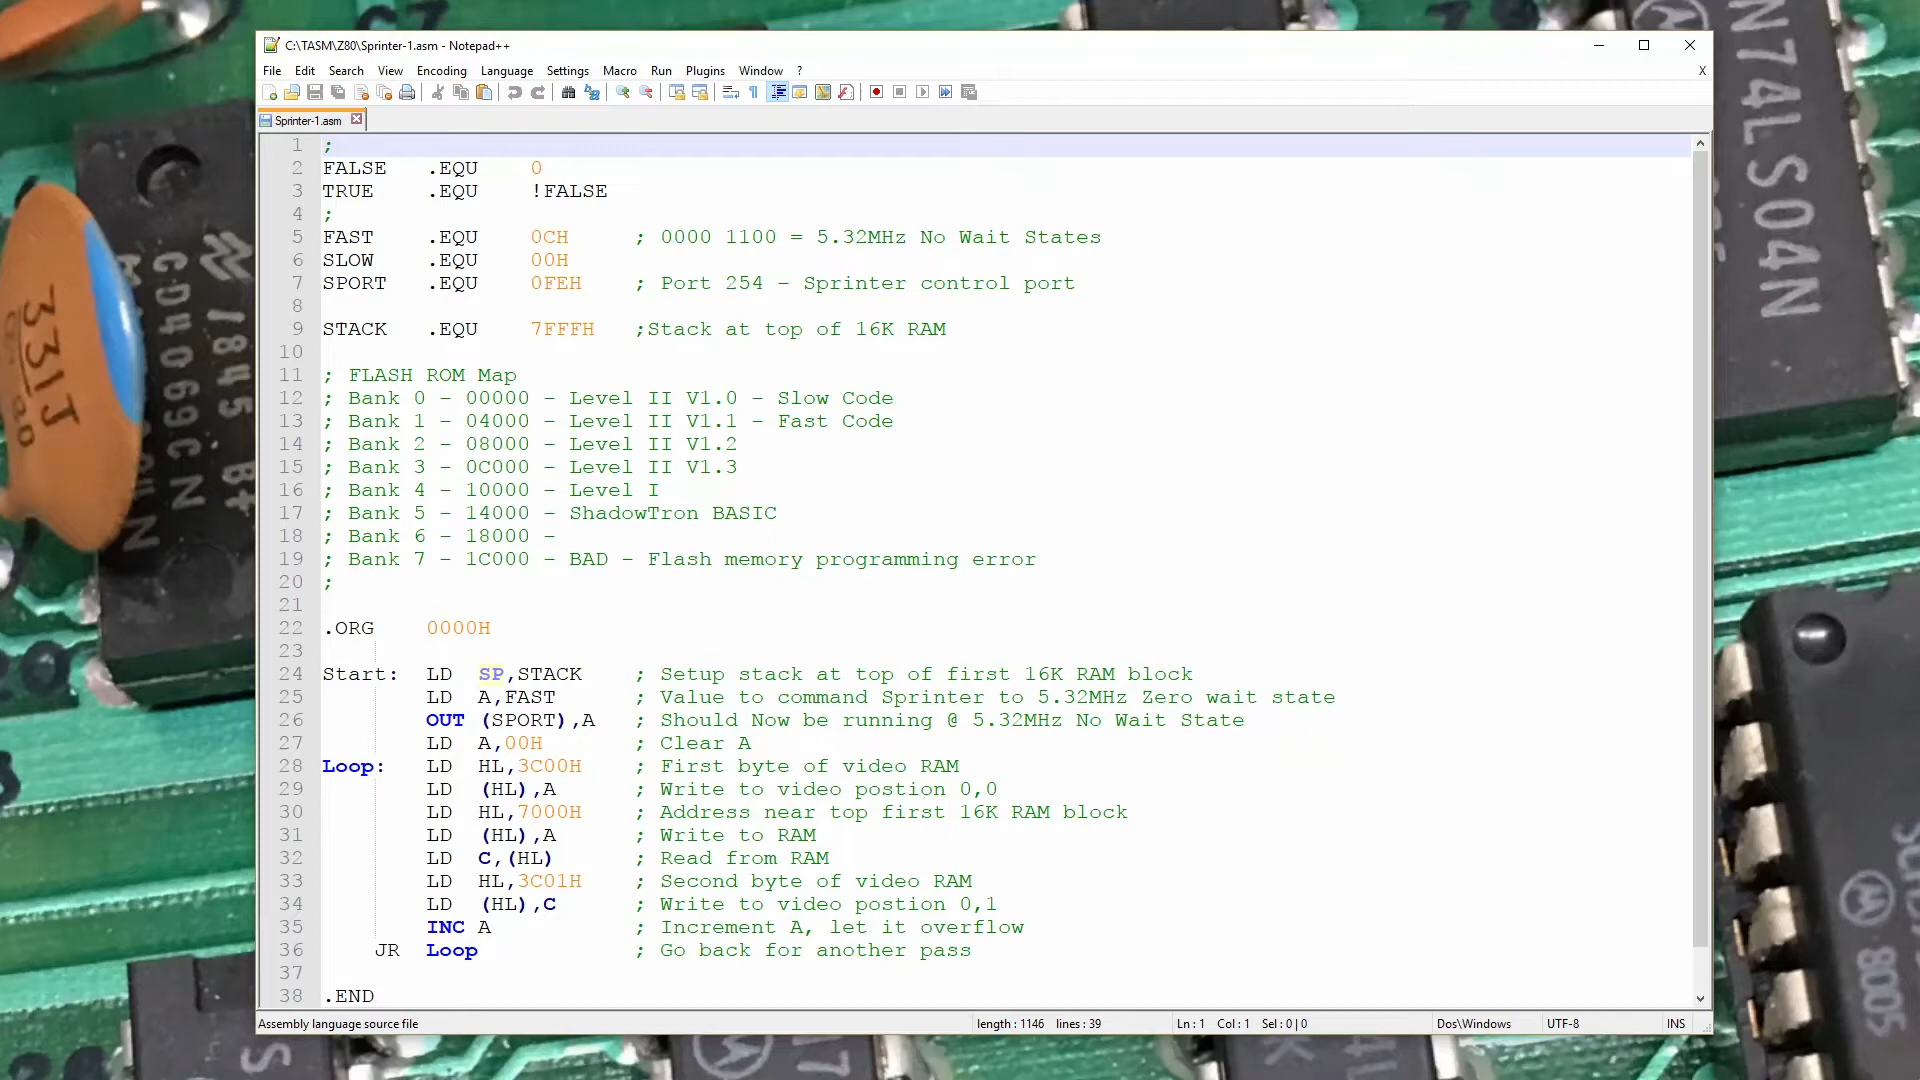 C:\TASM\Z80\Sprinter-1.asm - Notepad++
File Edit Search View Encoding Language Settings Macro Run Plugins Window ? X
Sprinter-1.asm
1 ;
2 FALSE .EQU 0
3 TRUE .EQU !FALSE
4 ;
5 FAST .EQU 0CH ; 0000 1100 = 5.32MHz No Wait States
6 SLOW .EQU 00H
7 SPORT .EQU 0FEH ; Port 254 - Sprinter control port
8
9 STACK .EQU 7FFFH ;Stack at top of 16K RAM
10
11 ; FLASH ROM Map
12 ; Bank 0 - 00000 - Level II V1.0 - Slow Code
13 ; Bank 1 - 04000 - Level II V1.1 - Fast Code
14 ; Bank 2 - 08000 - Level II V1.2
15 ; Bank 3 - 0C000 - Level II V1.3
16 ; Bank 4 - 10000 - Level I
17 ; Bank 5 - 14000 - ShadowTron BASIC
18 ; Bank 6 - 18000 -
19 ; Bank 7 - 1C000 - BAD - Flash memory programming error
20 ;
21
22 .ORG 0000H
23
24 Start: LD SP,STACK ; Setup stack at top of first 16K RAM block
25 LD A,FAST ; Value to command Sprinter to 5.32MHz Zero wait state
26 OUT (SPORT),A ; Should Now be running @ 5.32MHz No Wait State
27 LD A,00H ; Clear A
28 Loop: LD HL,3C00H ; First byte of video RAM
29 LD (HL),A ; Write to video postion 0,0
30 LD HL,7000H ; Address near top first 16K RAM block
31 LD (HL),A ; Write to RAM
32 LD C,(HL) ; Read from RAM
33 LD HL,3C01H ; Second byte of video RAM
34 LD (HL),C ; Write to video postion 0,1
35 INC A ; Increment A, let it overflow
36 JR Loop ; Go back for another pass
37
38 .END
Assembly language source file length : 1146 lines : 39 Ln : 1 Col : 1 Sel : 0 | 0 Dos\Windows UTF-8 INS
331J
CD4069CN
N74LS04N
8005